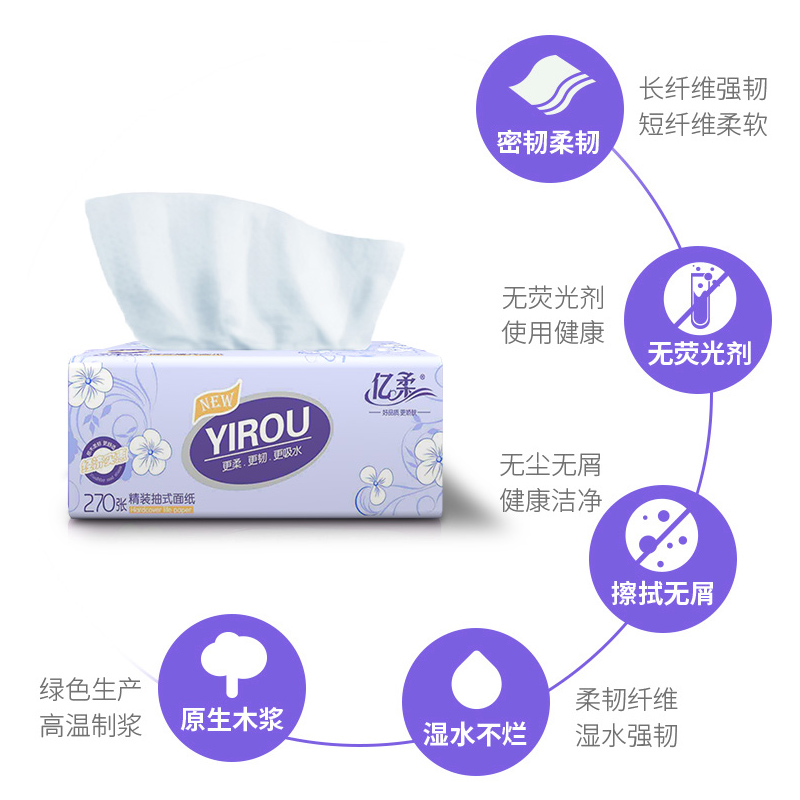 密韧柔韧
长纤维强韧
短纤维柔软
无荧光剂
使用健康
无荧光剂
NEW
YIROU
更柔.更韧.更吸水
亿柔®
270张
精装抽式面纸
无尘无屑
健康洁净
擦拭无屑
绿色生产
高温制浆
原生木浆
湿水不烂
柔韧纤维
湿水强韧